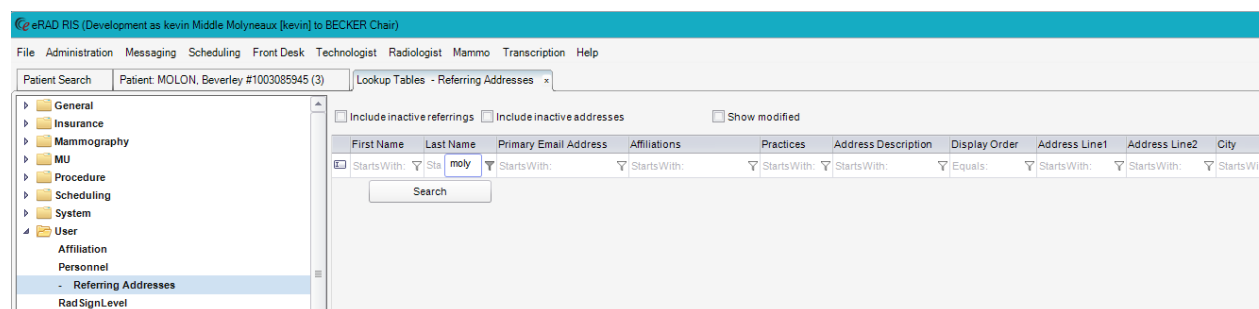 eRAD RIS (Development as kevin Middle Molyneaux [kevin] to BECKER Chair)
File Administration Messaging Scheduling Front Desk Technologist Radiologist Mammo Transcription Help
Patient Search Patient: MOLON, Beverley #1003085945 (3) Lookup Tables - Referring Addresses ×
General
Insurance
Mammography
MU
Procedure
Scheduling
System
User
Affiliation
Personnel
- Referring Addresses
RadSignLevel
Include inactive referrings Include inactive addresses Show modified
First Name Last Name Primary Email Address Affiliations Practices Address Description Display Order Address Line1 Address Line2 City
StartsWith: Sta moly StartsWith: StartsWith: StartsWith: StartsWith: Equals: StartsWith: StartsWith: StartsWi
Search